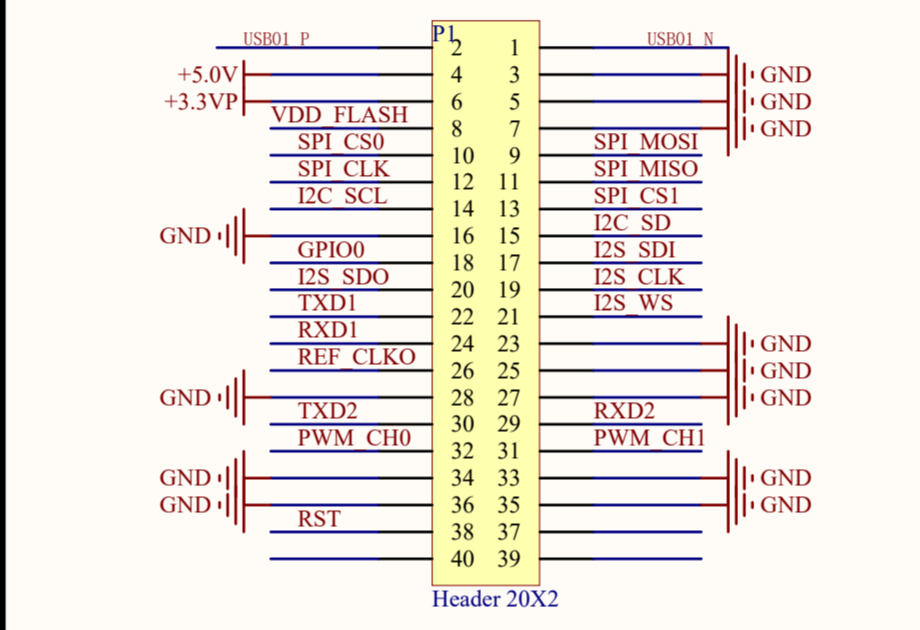 P1
USB01_P 2 1 USB01_N
+5.0V 4 3 GND
+3.3VP 6 5 GND
VDD_FLASH 8 7 GND
SPI_CS0 10 9 SPI_MOSI
SPI_CLK 12 11 SPI_MISO
I2C_SCL 14 13 SPI_CS1
GND 16 15 I2C_SD
GPIO0 18 17 I2S_SDI
I2S_SDO 20 19 I2S_CLK
TXD1 22 21 I2S_WS
RXD1 24 23 GND
REF_CLKO 26 25 GND
GND 28 27 GND
TXD2 30 29 RXD2
PWM_CH0 32 31 PWM_CH1
GND 34 33 GND
GND 36 35 GND
RST 38 37
40 39
Header 20X2